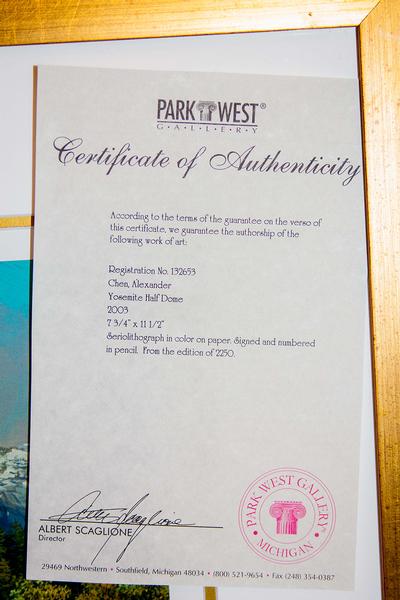 PARK WEST®
G·A·L·L·E·R·Y
Certificate of Authenticity
According to the terms of the guarantee on the verso of
this certificate, we guarantee the authorship of the
following work of art:
Registration No. 132653
Chen, Alexander
Yosemite Half Dome
2003
7 3/4" x 11 1/2"
Seriolithograph in color on paper. Signed and numbered
in pencil. From the edition of 2250.
ALBERT SCAGLIONE
Director
PARK WEST GALLERY®
• MICHIGAN •
29469 Northwestern • Southfield, Michigan 48034 • (800) 521-9654 • Fax (248) 354-0387